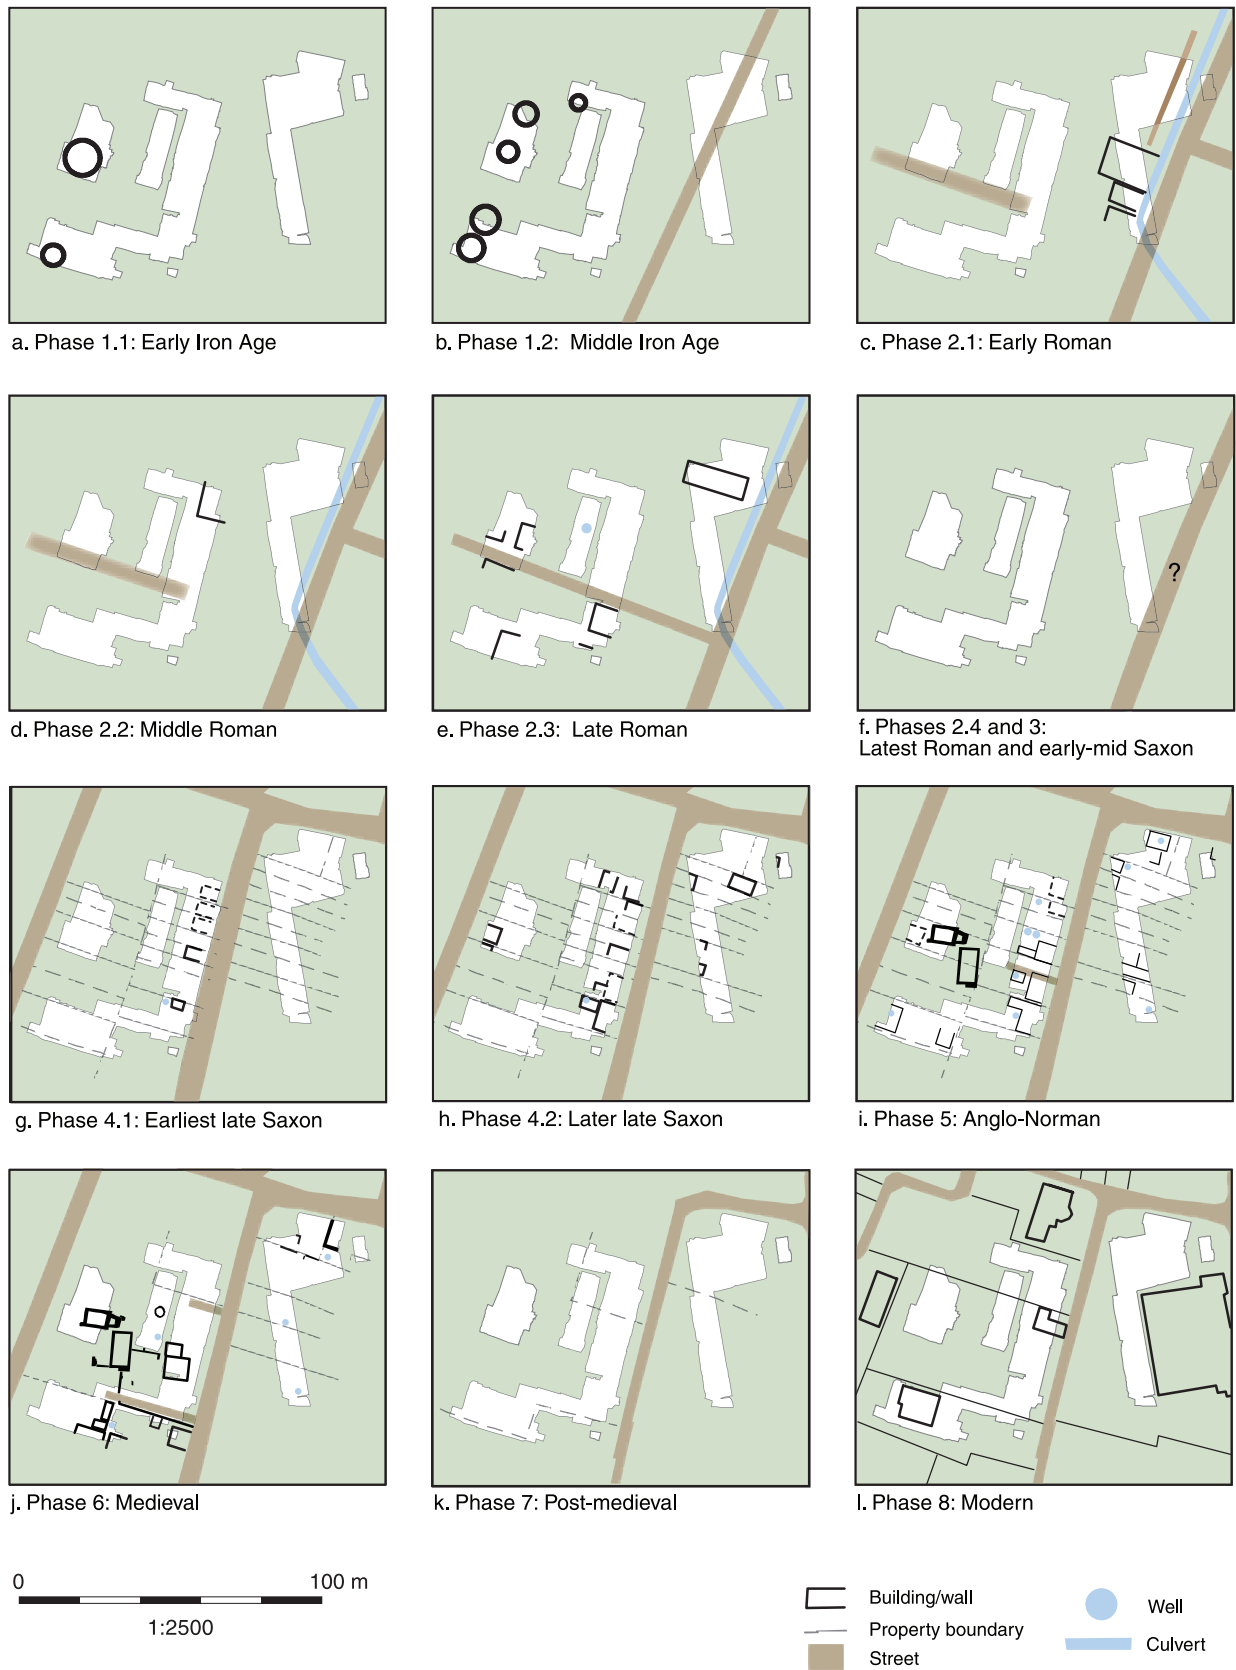 a. Phase 1.1: Early Iron Age
b. Phase 1.2: Middle Iron Age
c. Phase 2.1: Early Roman
d. Phase 2.2: Middle Roman
e. Phase 2.3: Late Roman
?
f. Phases 2.4 and 3:
Latest Roman and early-mid Saxon
g. Phase 4.1: Earliest late Saxon
h. Phase 4.2: Later late Saxon
i. Phase 5: Anglo-Norman
j. Phase 6: Medieval
k. Phase 7: Post-medieval
l. Phase 8: Modern
0 100 m
1:2500
Building/wall
Property boundary
Street
Well
Culvert